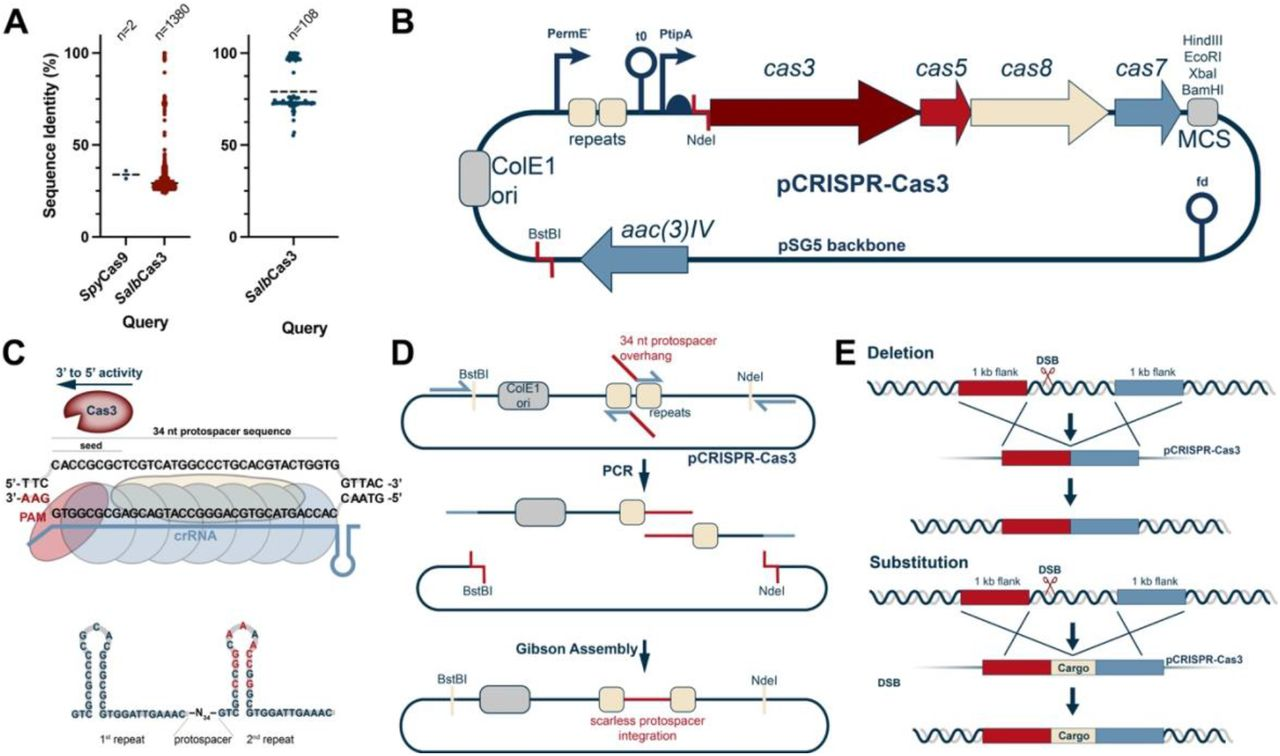 A
n=2
n=1380
n=108
Sequence Identity (%)
100
50
0
100
50
0
SpyCas9
SalbCas3
SalbCas3
Query
Query
B
PermE*
t0
PtipA
cas3
cas5
cas8
cas7
HindIII
EcoRI
XbaI
BamHI
repeats
NdeI
MCS
ColE1
ori
pCRISPR-Cas3
fd
BstBI
aac(3)IV
pSG5 backbone
C
3' to 5' activity
Cas3
34 nt protospacer sequence
seed
CACCGCGCTCGTCATGGCCCTGCACGTACTGGTG
5'-TTC
GTTAC -3'
3'-AAG
CAATG -5'
PAM
GTGGCGCGAGCAGTACCGGGACGTGCATGACCAC
crRNA
GTC
GTGGATTGAAAC
–N34–
GTC
GTGGATTGAAAC
1st repeat
protospacer
2nd repeat
D
34 nt protospacer
overhang
BstBI
ColE1
ori
NdeI
repeats
pCRISPR-Cas3
PCR
BstBI
NdeI
Gibson Assembly
BstBI
NdeI
scarless protospacer
integration
E
Deletion
DSB
1 kb flank
1 kb flank
pCRISPR-Cas3
Substitution
DSB
1 kb flank
1 kb flank
pCRISPR-Cas3
Cargo
DSB
Cargo